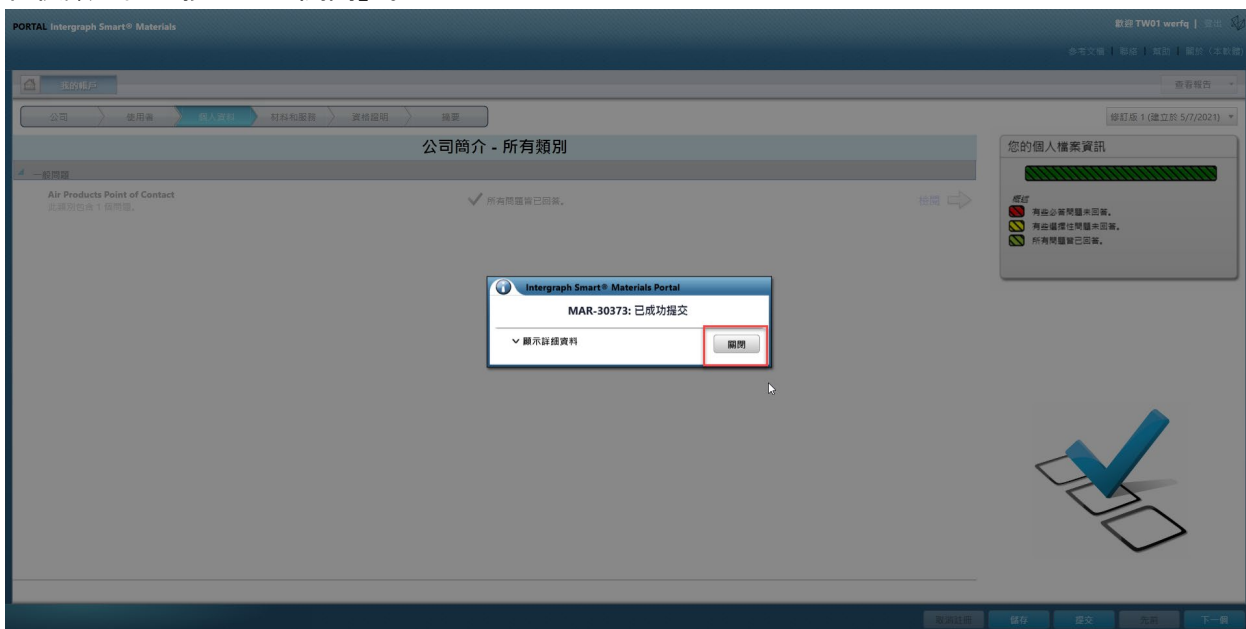 PORTAL Intergraph Smart® Materials
歡迎 TW01 werfq | 登出
參考文檔 | 聯絡 | 幫助 | 關於 (本軟體)
我的帳戶
查看報告
公司
使用者
個人資料
材料和服務
資格證明
摘要
修訂版 1 (建立於 5/7/2021)
公司簡介 - 所有類別
您的個人檔案資訊
一般問題
Air Products Point of Contact
所有問題皆已回答。
檢閱
此類別包含 1 個問題。
概括
有些必答問題未回答。
有些選擇性問題未回答。
所有問題皆已回答。
Intergraph Smart® Materials Portal
MAR-30373: 已成功提交
顯示詳細資料
關閉
取消註冊
儲存
提交
下一個